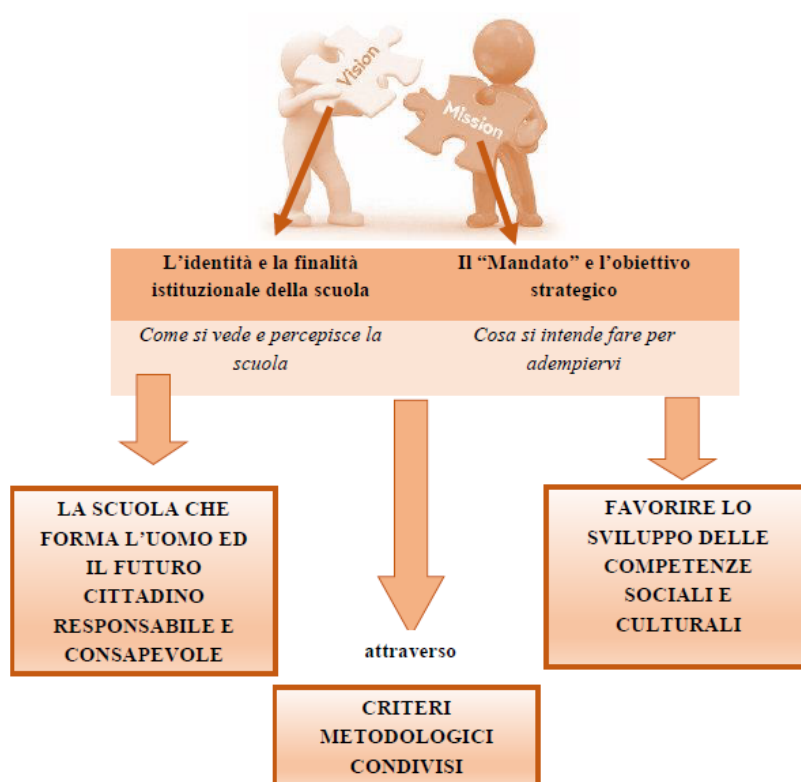 Vision
Mission
L'identità e la finalità
istituzionale della scuola
Il “Mandato” e l'obiettivo
strategico
Come si vede e percepisce la
scuola
Cosa si intende fare per
adempiervi
LA SCUOLA CHE
FORMA L'UOMO ED
IL FUTURO
CITTADINO
RESPONSABILE E
CONSAPEVOLE
FAVORIRE LO
SVILUPPO DELLE
COMPETENZE
SOCIALI E
CULTURALI
attraverso
CRITERI
METODOLOGICI
CONDIVISI